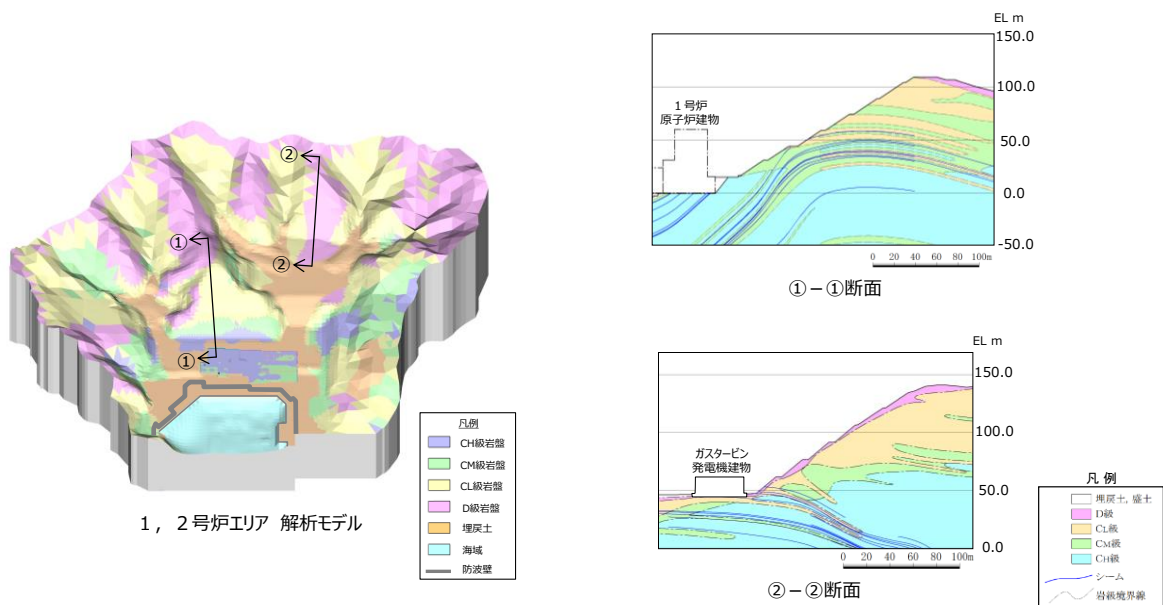 ②
①
②
①
凡例
CH級岩盤
CM級岩盤
CL級岩盤
D級岩盤
埋戻土
海域
防波壁
1，2号炉エリア 解析モデル
EL m
150.0
100.0
50.0
0.0
-50.0
1号炉
原子炉建物
0 20 40 60 80 100m
①－①断面
EL m
150.0
100.0
50.0
0.0
ガスタービン
発電機建物
0 20 40 60 80 100m
②－②断面
凡 例
埋戻土, 盛土
D級
CL級
CM級
CH級
シーム
岩級境界線